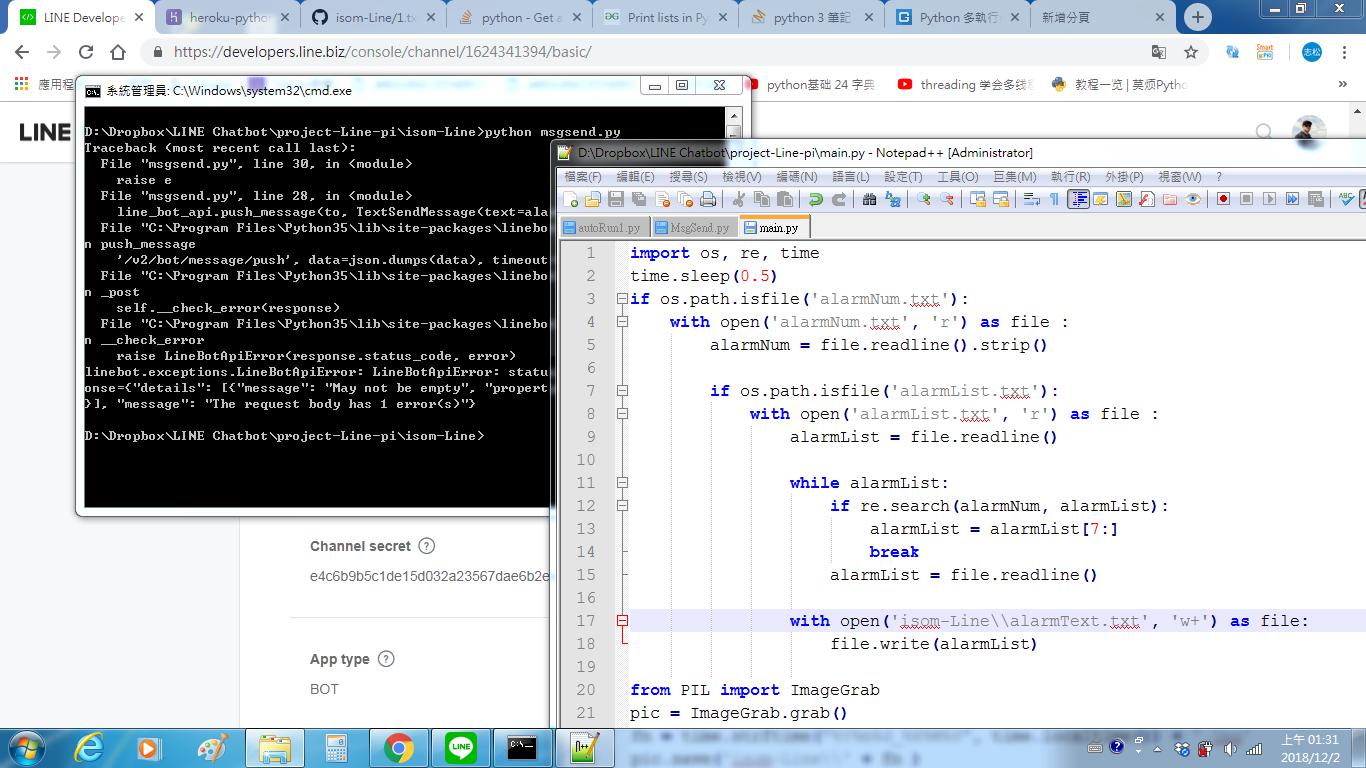 LINE Develope
heroku-python
isom-Line/1.tx
python - Get a
Print lists in Py
python 3 筆記
Python 多執行
新增分頁
https://developers.line.biz/console/channel/1624341394/basic/
志松
應用程
python基础 24 字典
threading 学会多线
教程一览 | 莫烦Pytho
LINE
系統管理員: C:\Windows\system32\cmd.exe
D:\Dropbox\LINE Chatbot\project-Line-pi\isom-Line>python msgsend.py
Traceback (most recent call last):
File "msgsend.py", line 30, in <module>
raise e
File "msgsend.py", line 28, in <module>
line_bot_api.push_message(to, TextSendMessage(text=ala
File "C:\Program Files\Python35\lib\site-packages\linebo
n push_message
'/v2/bot/message/push', data=json.dumps(data), timeout
File "C:\Program Files\Python35\lib\site-packages\linebo
n _post
self.__check_error(response)
File "C:\Program Files\Python35\lib\site-packages\linebo
n __check_error
raise LineBotApiError(response.status_code, error)
linebot.exceptions.LineBotApiError: LineBotApiError: statu
onse={"details": [{"message": "May not be empty", "propert
}], "message": "The request body has 1 error(s)"}
D:\Dropbox\LINE Chatbot\project-Line-pi\isom-Line>
Channel secret ?
e4c6b9b5c1de15d032a23567dae6b2e
App type ?
BOT
D:\Dropbox\LINE Chatbot\project-Line-pi\main.py - Notepad++ [Administrator]
檔案(F) 編輯(E) 搜尋(S) 檢視(V) 編碼(N) 語言(L) 設定(T) 工具(O) 巨集(M) 執行(R) 外掛(P) 視窗(W) ?
autoRun1.py MsgSend.py main.py
1 import os, re, time
2 time.sleep(0.5)
3 if os.path.isfile('alarmNum.txt'):
4 with open('alarmNum.txt', 'r') as file :
5 alarmNum = file.readline().strip()
6
7 if os.path.isfile('alarmList.txt'):
8 with open('alarmList.txt', 'r') as file :
9 alarmList = file.readline()
10
11 while alarmList:
12 if re.search(alarmNum, alarmList):
13 alarmList = alarmList[7:]
14 break
15 alarmList = file.readline()
16
17 with open('isom-Line\\alarmText.txt', 'w+') as file:
18 file.write(alarmList)
19
20 from PIL import ImageGrab
21 pic = ImageGrab.grab()
上午 01:31
2018/12/2